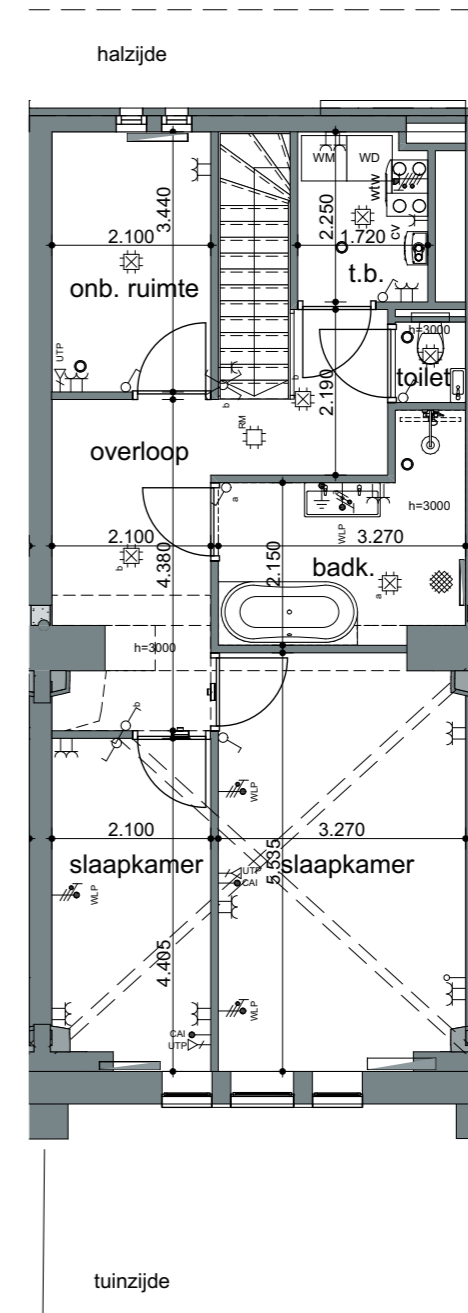 halzijde
WM WD
wtw
3.440
2.250
2.100
1.720
cv
t.b.
onb. ruimte
h=3000
UTP
toilet
b
b
2.190
RM
overloop
a
h=3000
WLP
2.100
3.270
4.380
2.150
badk.
b
a
h=3000
b
WLP
2.100
3.270
slaapkamer
5.535
UTP
slaapkamer
CAI
WLP
4.405
WLP
CAI
UTP
tuinzijde